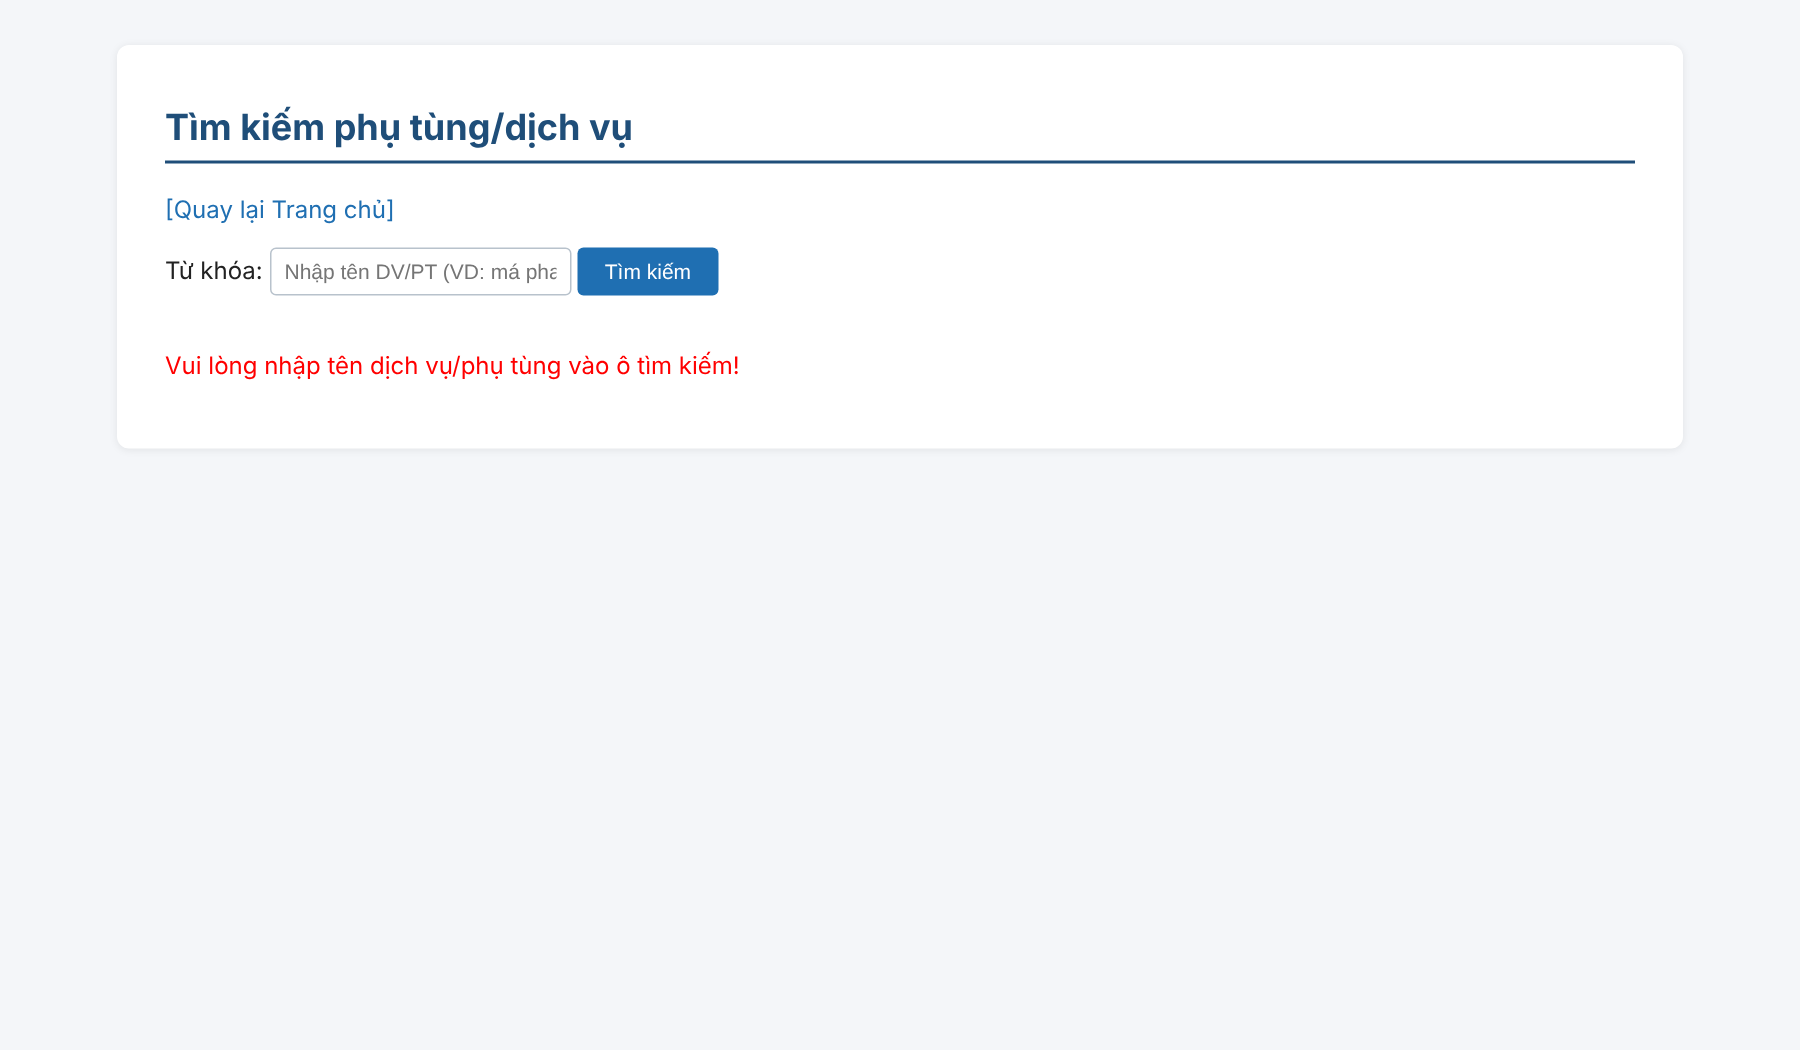 Tìm kiếm phụ tùng/dịch vụ
[Quay lại Trang chủ]
Từ khóa: Nhập tên DV/PT (VD: má pha Tìm kiếm
Vui lòng nhập tên dịch vụ/phụ tùng vào ô tìm kiếm!